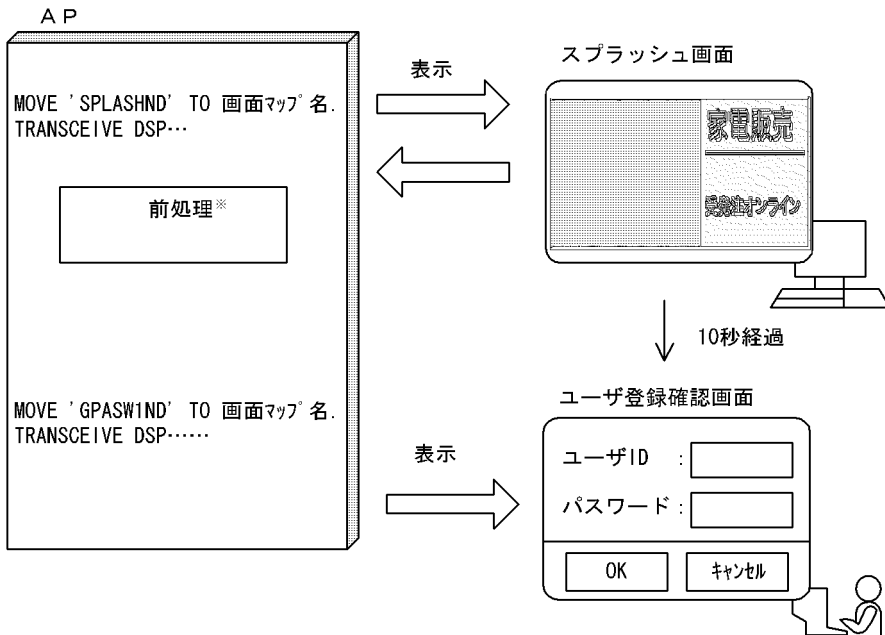 ＡＰ
MOVE 'SPLASHND' TO 画面ﾏｯﾌﾟ名.
TRANSCEIVE DSP…
前処理※
MOVE 'GPASW1ND' TO 画面ﾏｯﾌﾟ名.
TRANSCEIVE DSP……
表示
スプラッシュ画面
家電販売
受発注オンライン
10秒経過
ユーザ登録確認画面
表示
ユーザID　:
パスワード:
OK
ｷｬﾝｾﾙ